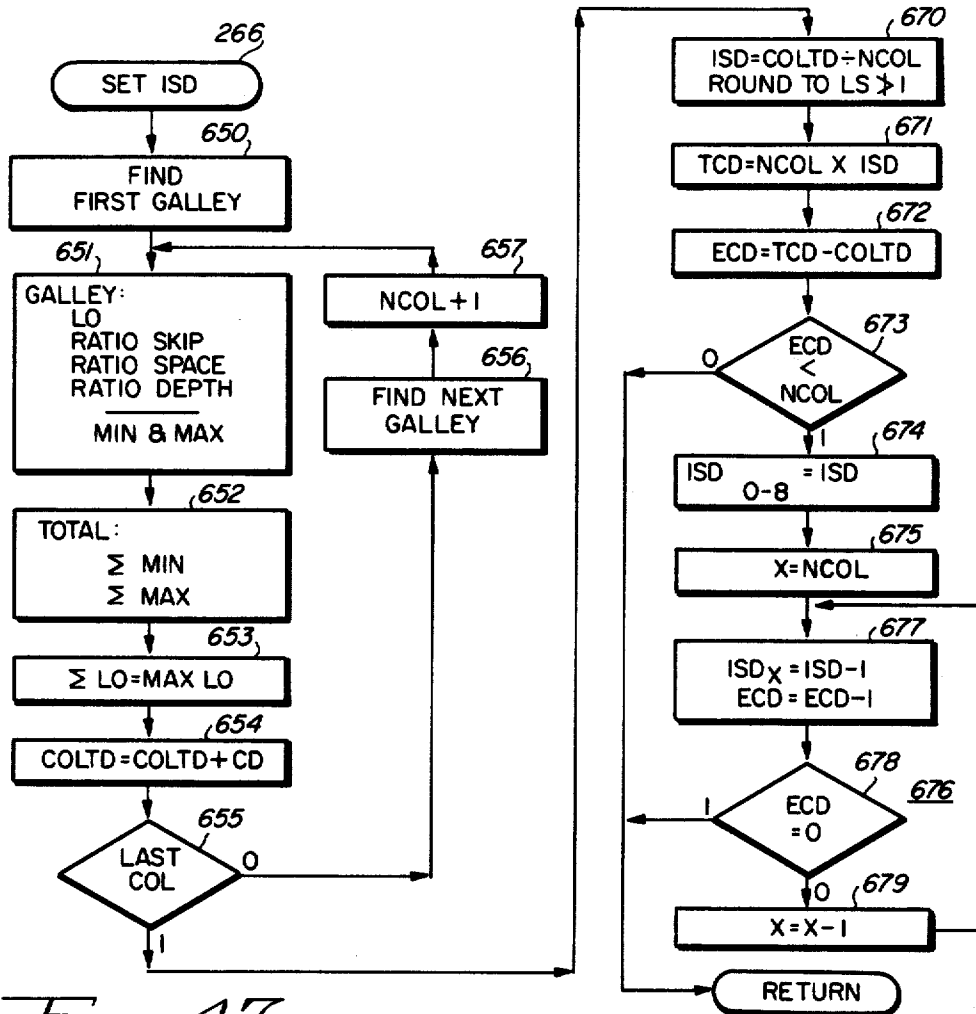 266
SET ISD
650
FIND
FIRST GALLEY
651
GALLEY:
LO
RATIO SKIP
RATIO SPACE
RATIO DEPTH
MIN & MAX
657
NCOL+1
656
FIND NEXT
GALLEY
652
TOTAL:
Σ MIN
Σ MAX
653
Σ LO=MAX LO
654
COLTD=COLTD+CD
655
LAST
COL
0
1
670
ISD=COLTD÷NCOL
ROUND TO LS ≯ 1
671
TCD=NCOL X ISD
672
ECD=TCD-COLTD
673
ECD
<
NCOL
0
1
674
ISD = ISD
0-8
675
X=NCOL
677
ISDX = ISD-1
ECD = ECD-1
678
ECD
=0
676
1
0
679
X=X-1
RETURN